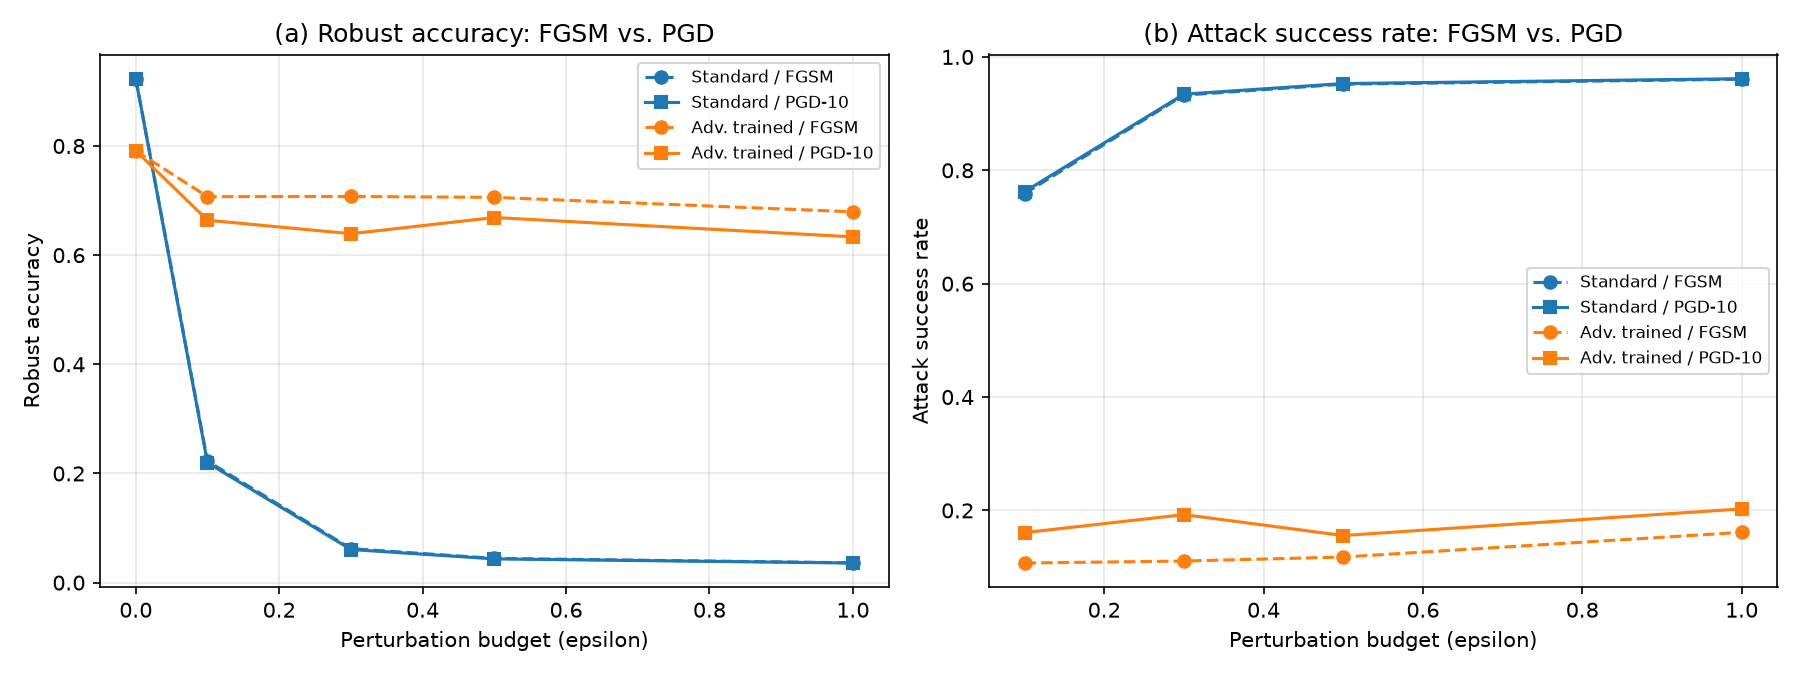 (a) Robust accuracy: FGSM vs. PGD
Standard / FGSM
Standard / PGD-10
Adv. trained / FGSM
Adv. trained / PGD-10
Robust accuracy
0.8
0.6
0.4
0.2
0.0
0.0 0.2 0.4 0.6 0.8 1.0
Perturbation budget (epsilon)
(b) Attack success rate: FGSM vs. PGD
Attack success rate
1.0
0.8
0.6
0.4
0.2
Standard / FGSM
Standard / PGD-10
Adv. trained / FGSM
Adv. trained / PGD-10
0.2 0.4 0.6 0.8 1.0
Perturbation budget (epsilon)